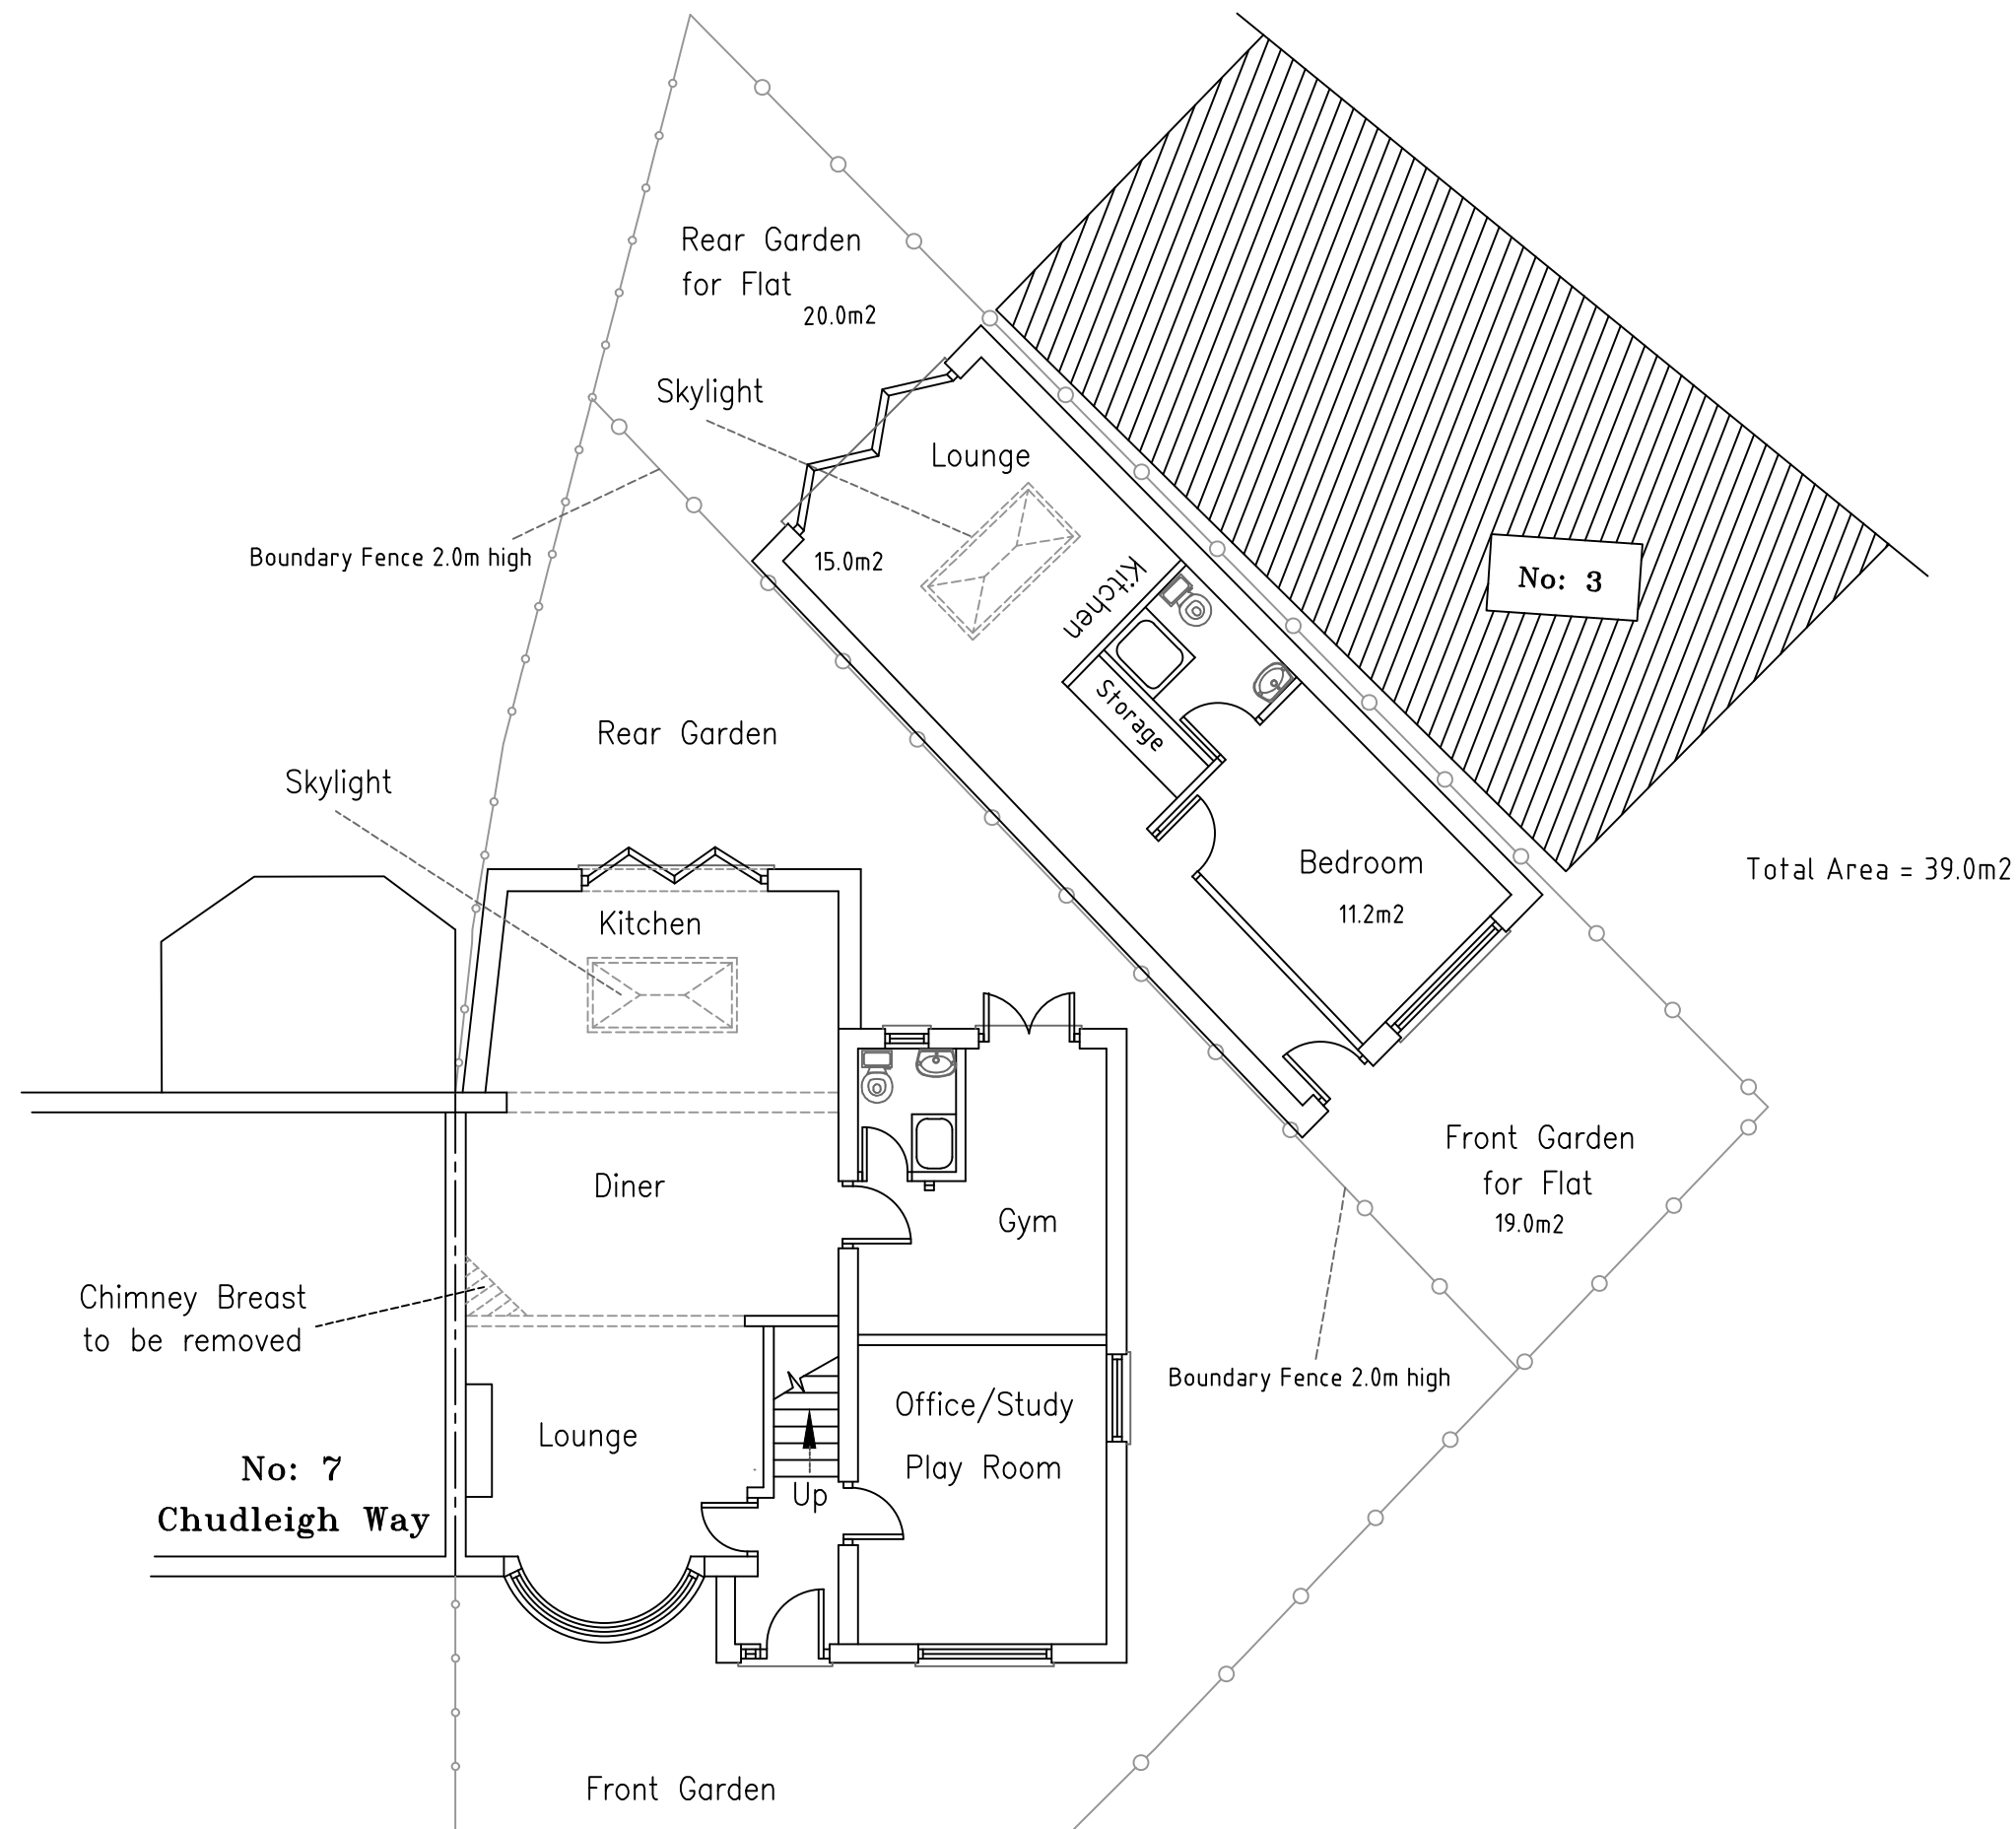 Rear Garden
for Flat
20.0m2
Skylight
Lounge
Boundary Fence 2.0m high
15.0m2
Kitchen
No: 3
Storage
Rear Garden
Skylight
Bedroom
11.2m2
Total Area = 39.0m2
Kitchen
Front Garden
for Flat
19.0m2
Diner
Gym
Chimney Breast
to be removed
Boundary Fence 2.0m high
Office/Study
Play Room
Lounge
Up
No: 7
Chudleigh Way
Front Garden